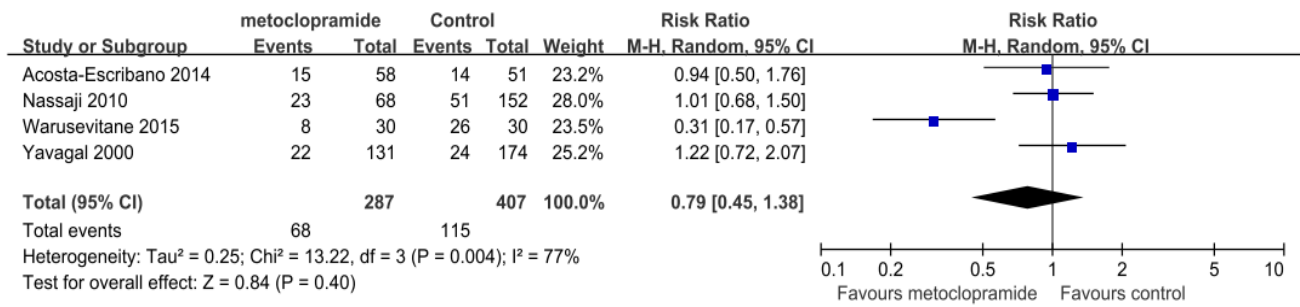 metoclopramide Control Risk Ratio Risk Ratio
Study or Subgroup Events Total Events Total Weight M-H, Random, 95% CI M-H, Random, 95% CI
Acosta-Escribano 2014 15 58 14 51 23.2% 0.94 [0.50, 1.76]
Nassaji 2010 23 68 51 152 28.0% 1.01 [0.68, 1.50]
Warusevitane 2015 8 30 26 30 23.5% 0.31 [0.17, 0.57]
Yavagal 2000 22 131 24 174 25.2% 1.22 [0.72, 2.07]
Total (95% CI) 287 407 100.0% 0.79 [0.45, 1.38]
Total events 68 115
Heterogeneity: Tau² = 0.25; Chi² = 13.22, df = 3 (P = 0.004); I² = 77%
Test for overall effect: Z = 0.84 (P = 0.40)
0.1 0.2 0.5 1 2 5 10
Favours metoclopramide Favours control